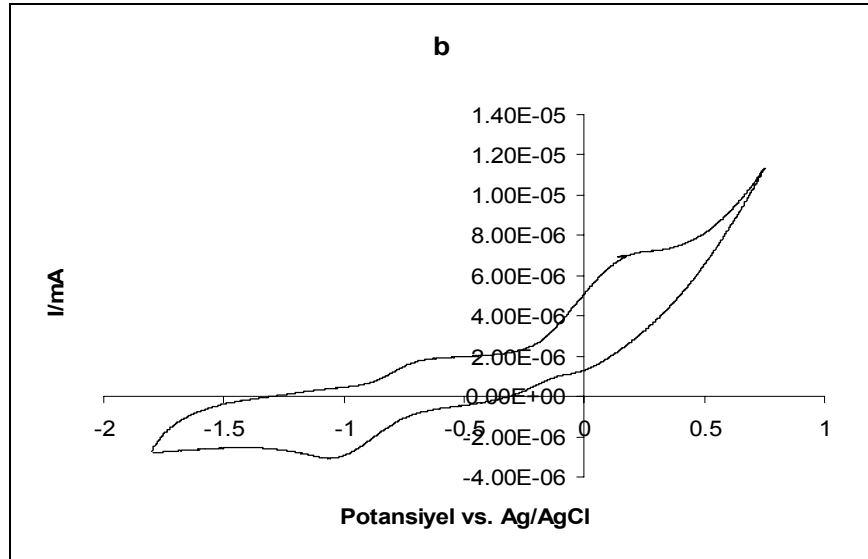 b
1.40E-05
1.20E-05
1.00E-05
8.00E-06
6.00E-06
4.00E-06
2.00E-06
0.00E+00
-2.00E-06
-4.00E-06
-2 -1.5 -1 -0.5 0 0.5 1
I/mA
Potansiyel vs. Ag/AgCl